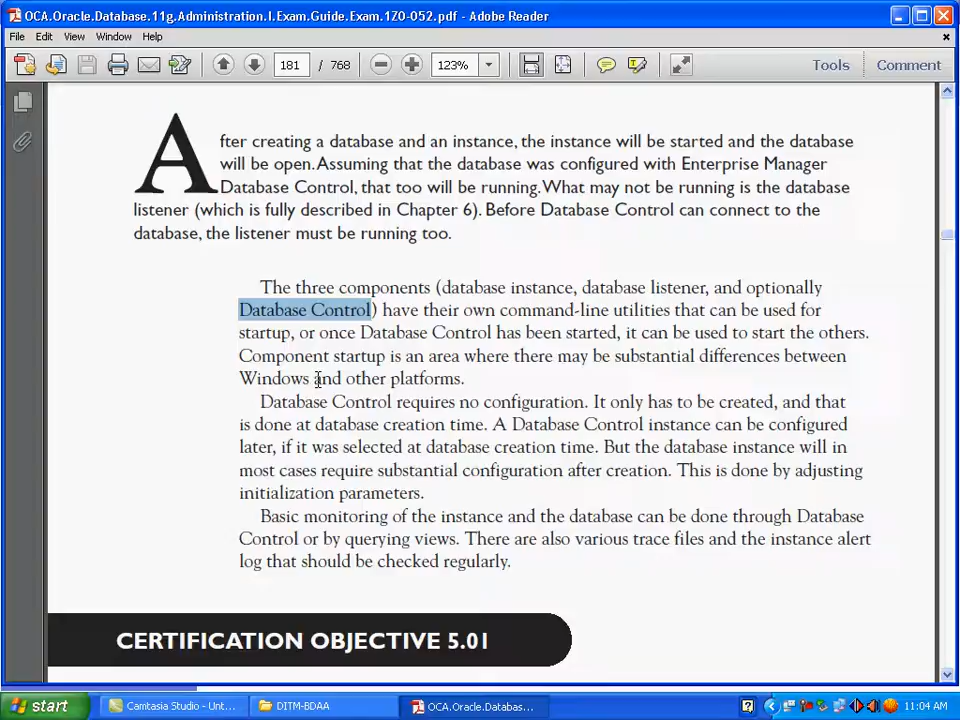 OCA.Oracle.Database.11g.Administration.I.Exam.Guide.Exam.1Z0-052.pdf - Adobe Reader
File Edit View Window Help
181 / 768 123% Tools Comment
After creating a database and an instance, the instance will be started and the database
will be open. Assuming that the database was configured with Enterprise Manager
Database Control, that too will be running. What may not be running is the database
listener (which is fully described in Chapter 6). Before Database Control can connect to the
database, the listener must be running too.
The three components (database instance, database listener, and optionally
Database Control) have their own command-line utilities that can be used for
startup, or once Database Control has been started, it can be used to start the others.
Component startup is an area where there may be substantial differences between
Windows and other platforms.
Database Control requires no configuration. It only has to be created, and that
is done at database creation time. A Database Control instance can be configured
later, if it was selected at database creation time. But the database instance will in
most cases require substantial configuration after creation. This is done by adjusting
initialization parameters.
Basic monitoring of the instance and the database can be done through Database
Control or by querying views. There are also various trace files and the instance alert
log that should be checked regularly.
CERTIFICATION OBJECTIVE 5.01
start Camtasia Studio - Unt... DITM-BDAA OCA.Oracle.Databas... 11:04 AM